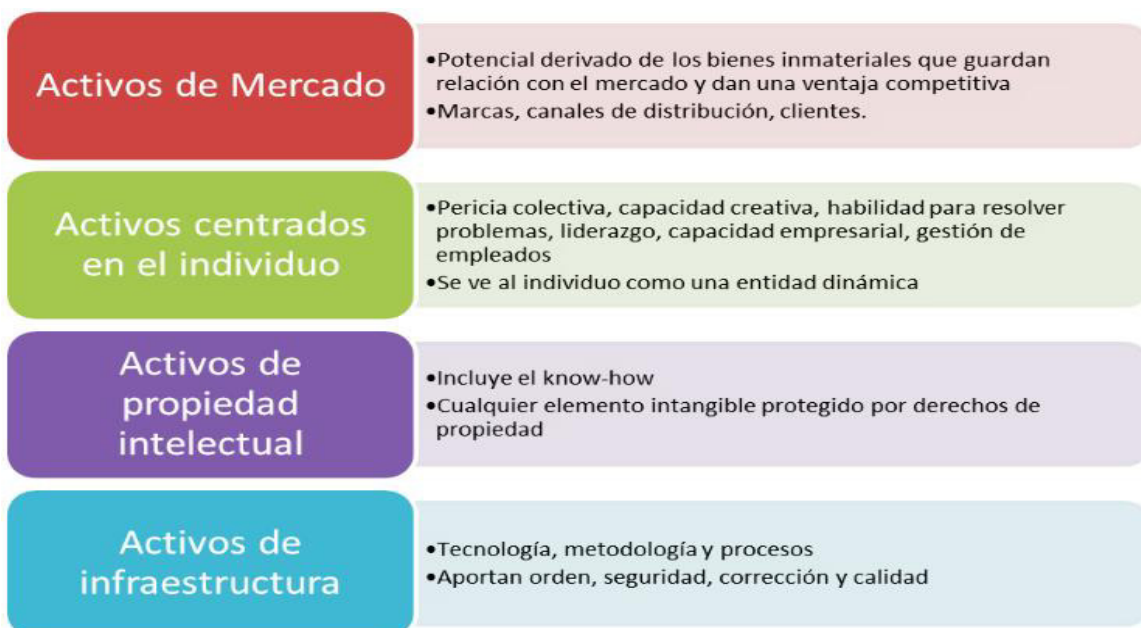 Activos de Mercado
•Potencial derivado de los bienes inmateriales que guardan
relación con el mercado y dan una ventaja competitiva
•Marcas, canales de distribución, clientes.
Activos centrados
en el individuo
•Pericia colectiva, capacidad creativa, habilidad para resolver
problemas, liderazgo, capacidad empresarial, gestión de
empleados
•Se ve al individuo como una entidad dinámica
Activos de
propiedad
intelectual
•Incluye el know-how
•Cualquier elemento intangible protegido por derechos de
propiedad
Activos de
infraestructura
•Tecnología, metodología y procesos
•Aportan orden, seguridad, corrección y calidad